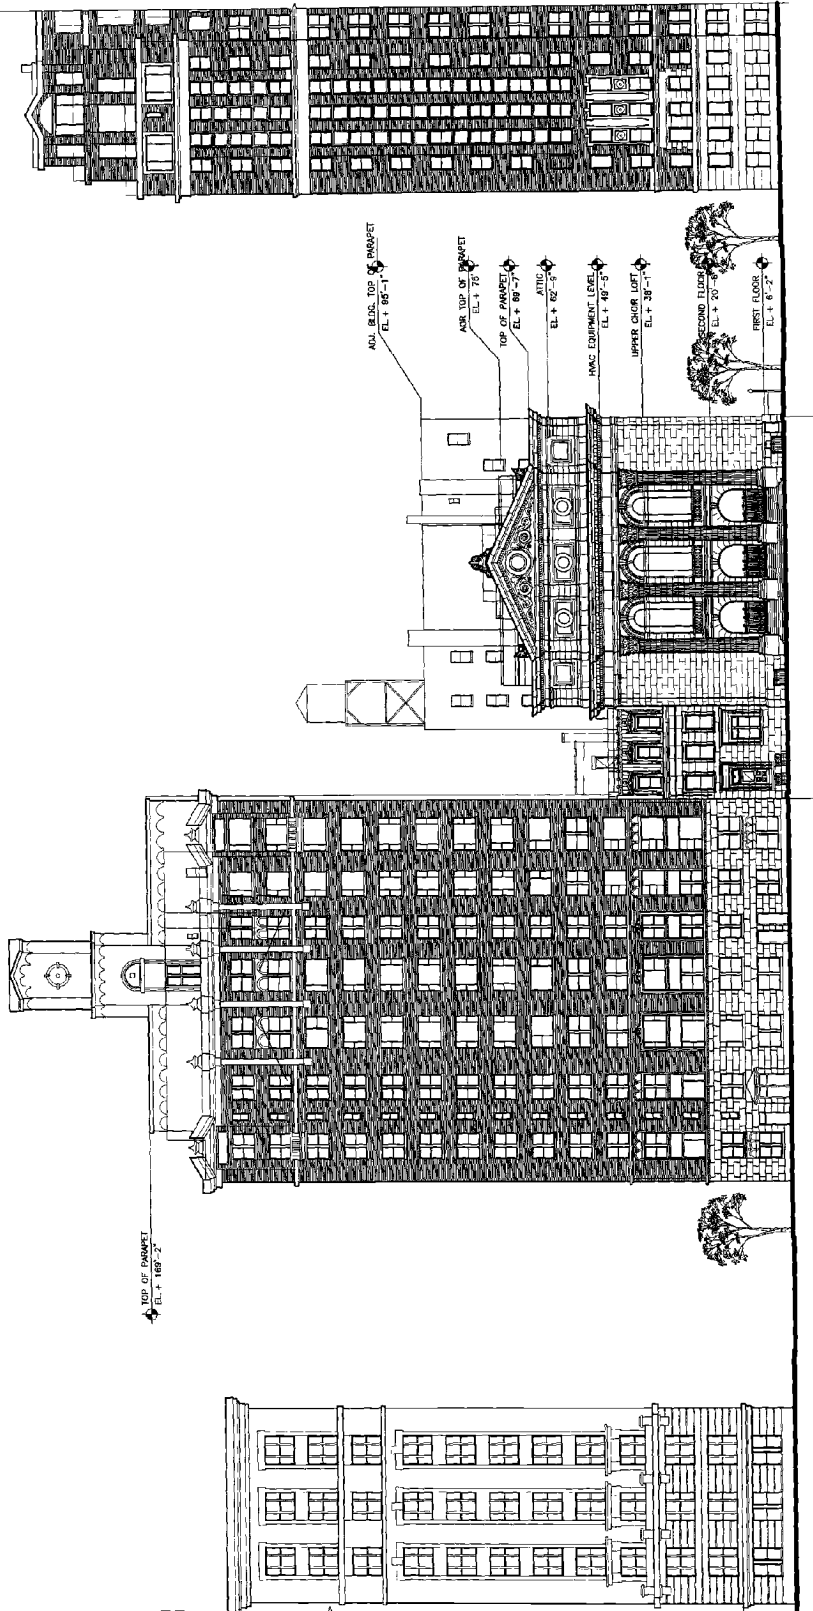 ADJ. BLDG. TOP OF PARAPET
EL + 95'-1"
ADR TOP OF PARAPET
EL + 75'
TOP OF PARAPET
EL + 69'-7"
ATTIC
EL + 62'-9"
HVAC EQUIPMENT LEVEL
EL + 49'-5"
UPPER CHOIR LOFT
EL + 38'-1"
SECOND FLOOR
EL + 20'-8"
FIRST FLOOR
EL + 6'-2"
TOP OF PARAPET
EL + 169'-2"